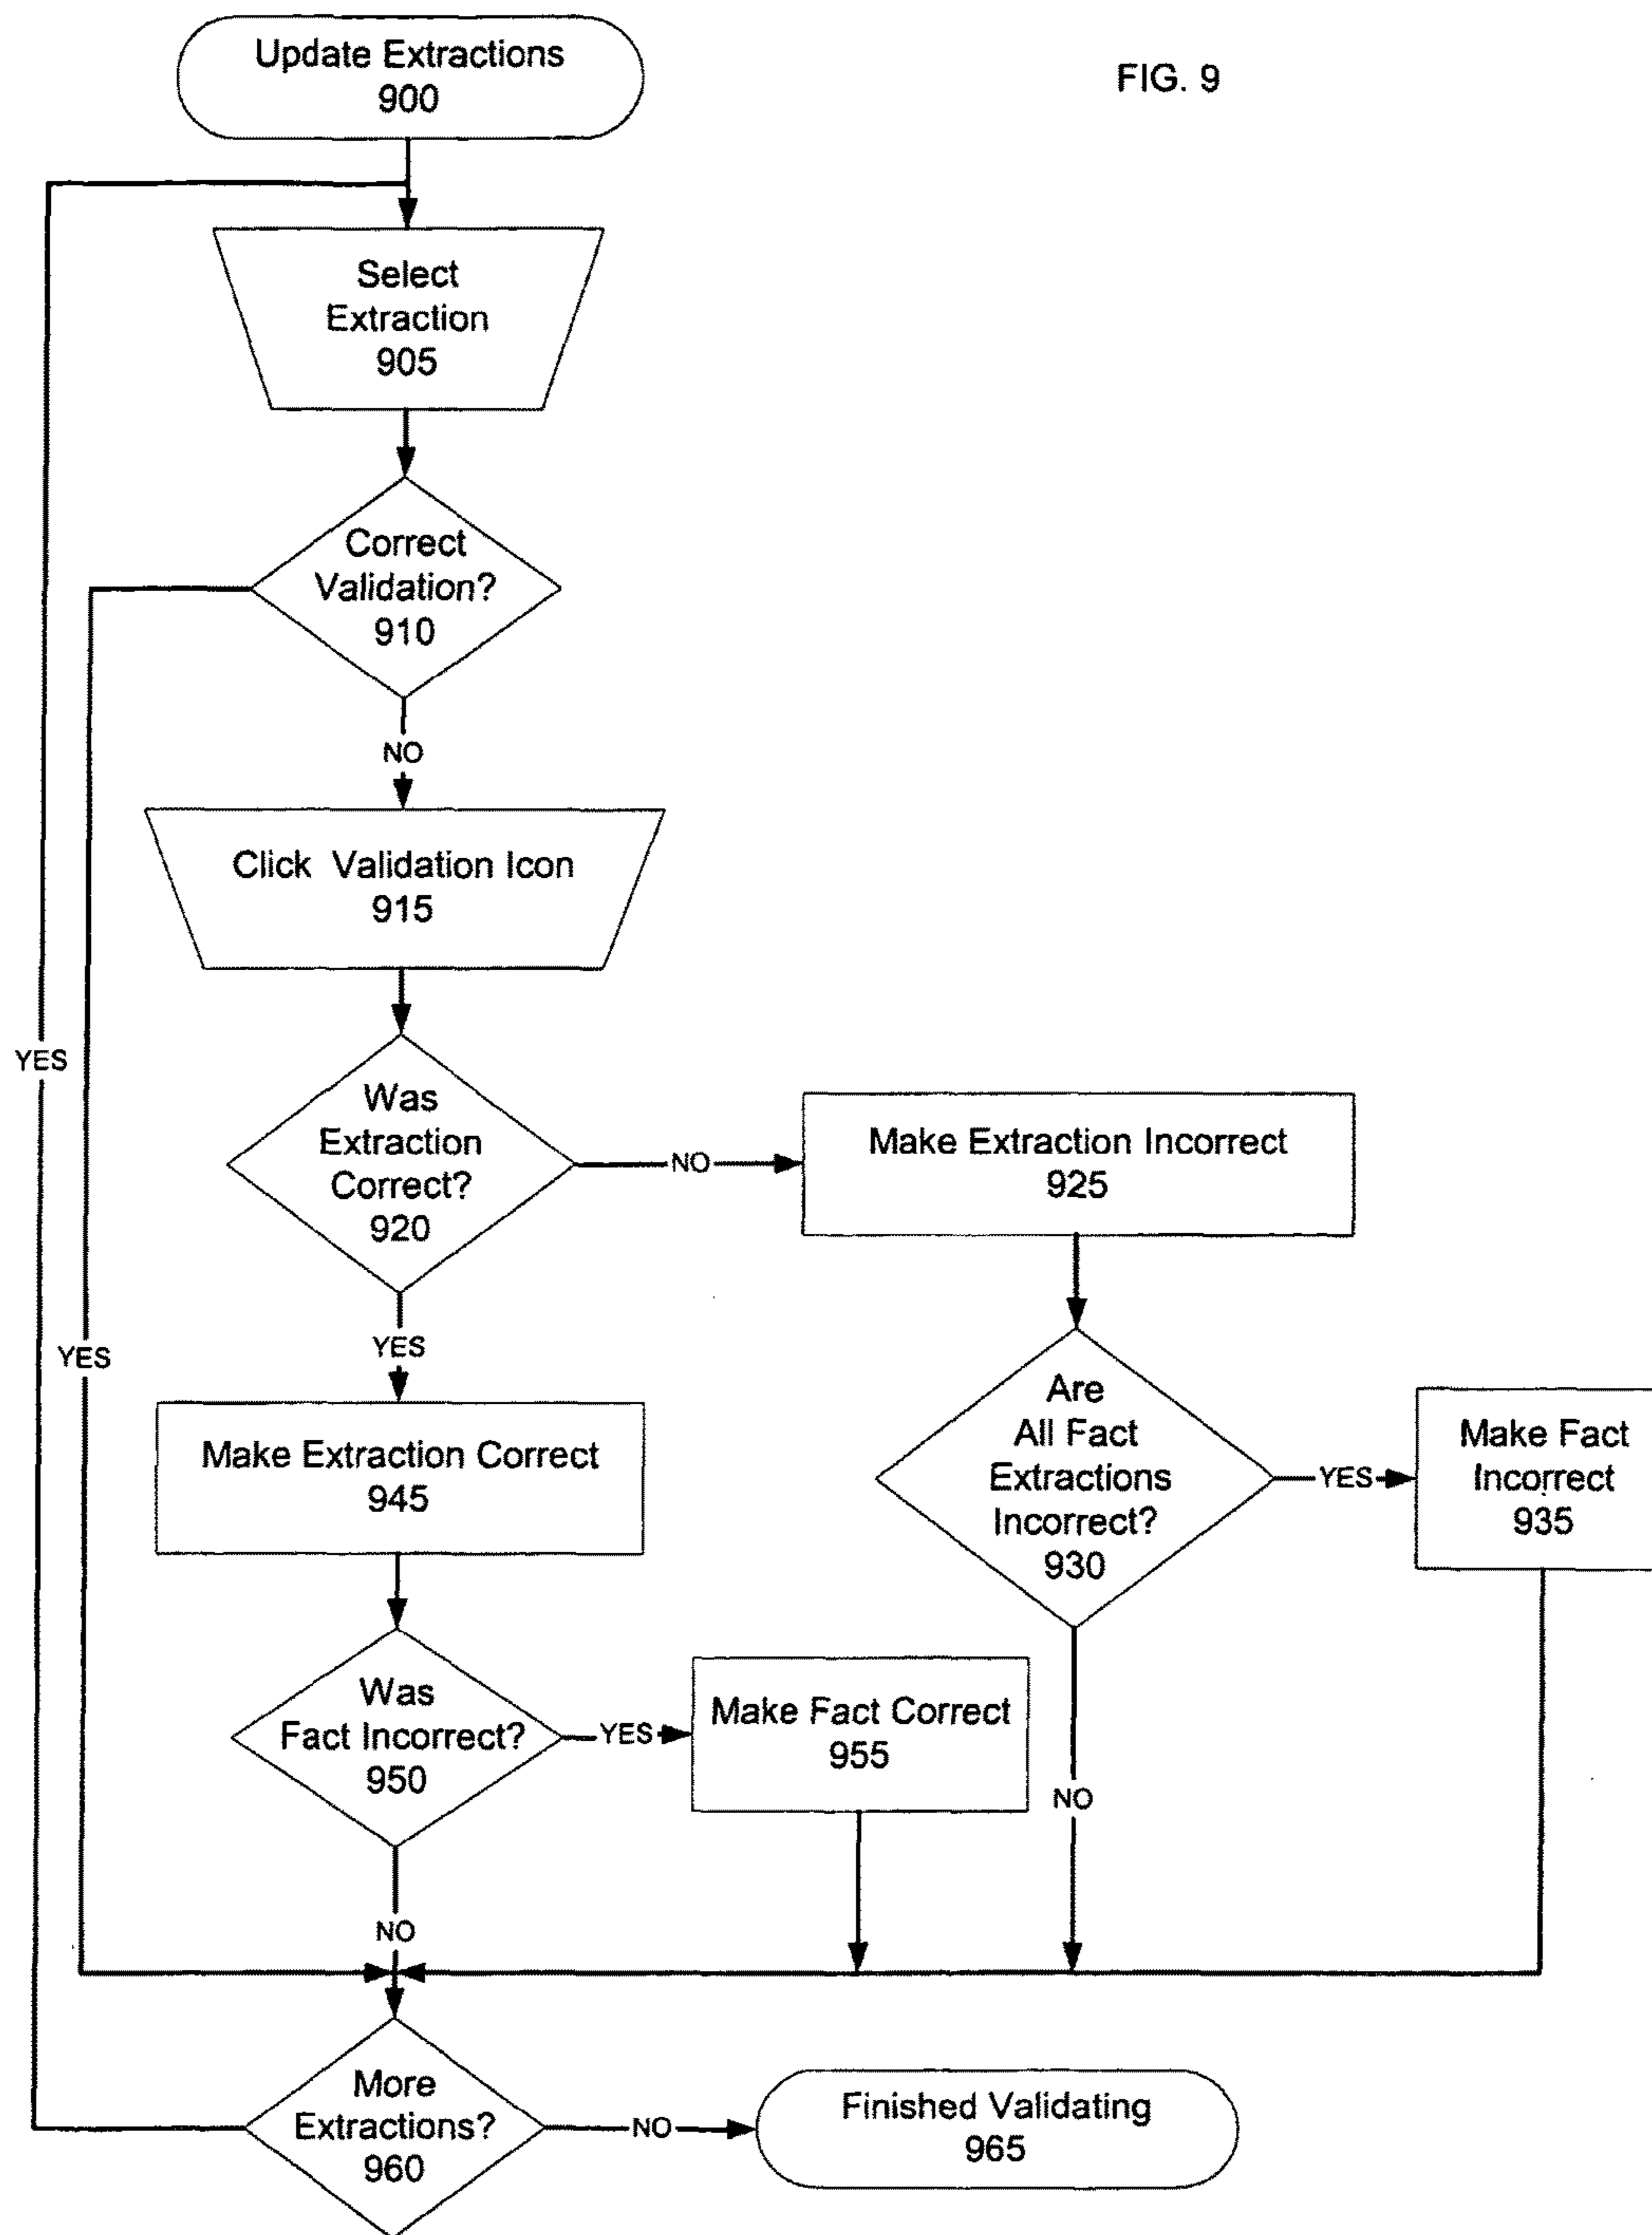 FIG. 9
Update Extractions
900
Select
Extraction
905
Correct
Validation?
910
NO
YES
Click Validation Icon
915
Was
Extraction
Correct?
920
NO
Make Extraction Incorrect
925
YES
YES
Make Extraction Correct
945
Are
All Fact
Extractions
Incorrect?
930
YES
Make Fact
Incorrect
935
Was
Fact Incorrect?
950
YES
Make Fact Correct
955
NO
NO
More
Extractions?
960
NO
Finished Validating
965